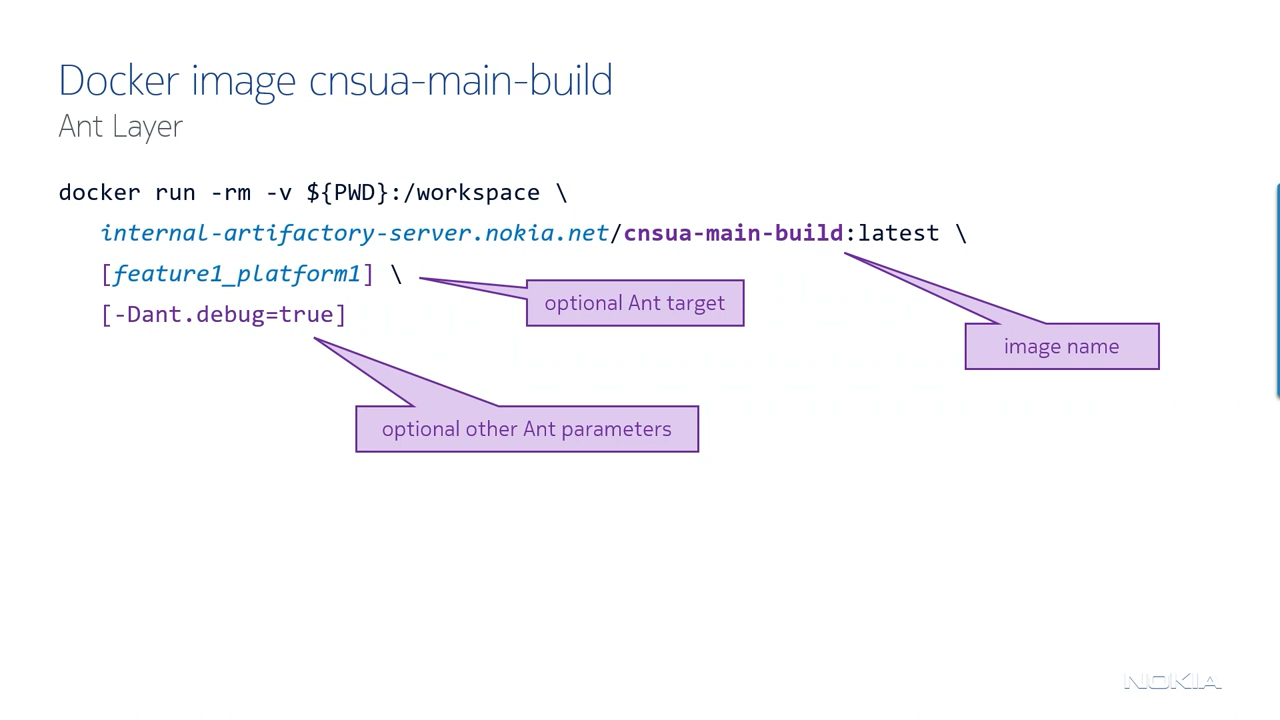 Docker image cnsua-main-build
Ant Layer
docker run -rm -v ${PWD}:/workspace \
internal-artifactory-server.nokia.net/cnsua-main-build:latest \
[feature1_platform1] \
optional Ant target
[-Dant.debug=true]
image name
optional other Ant parameters
NOKIA